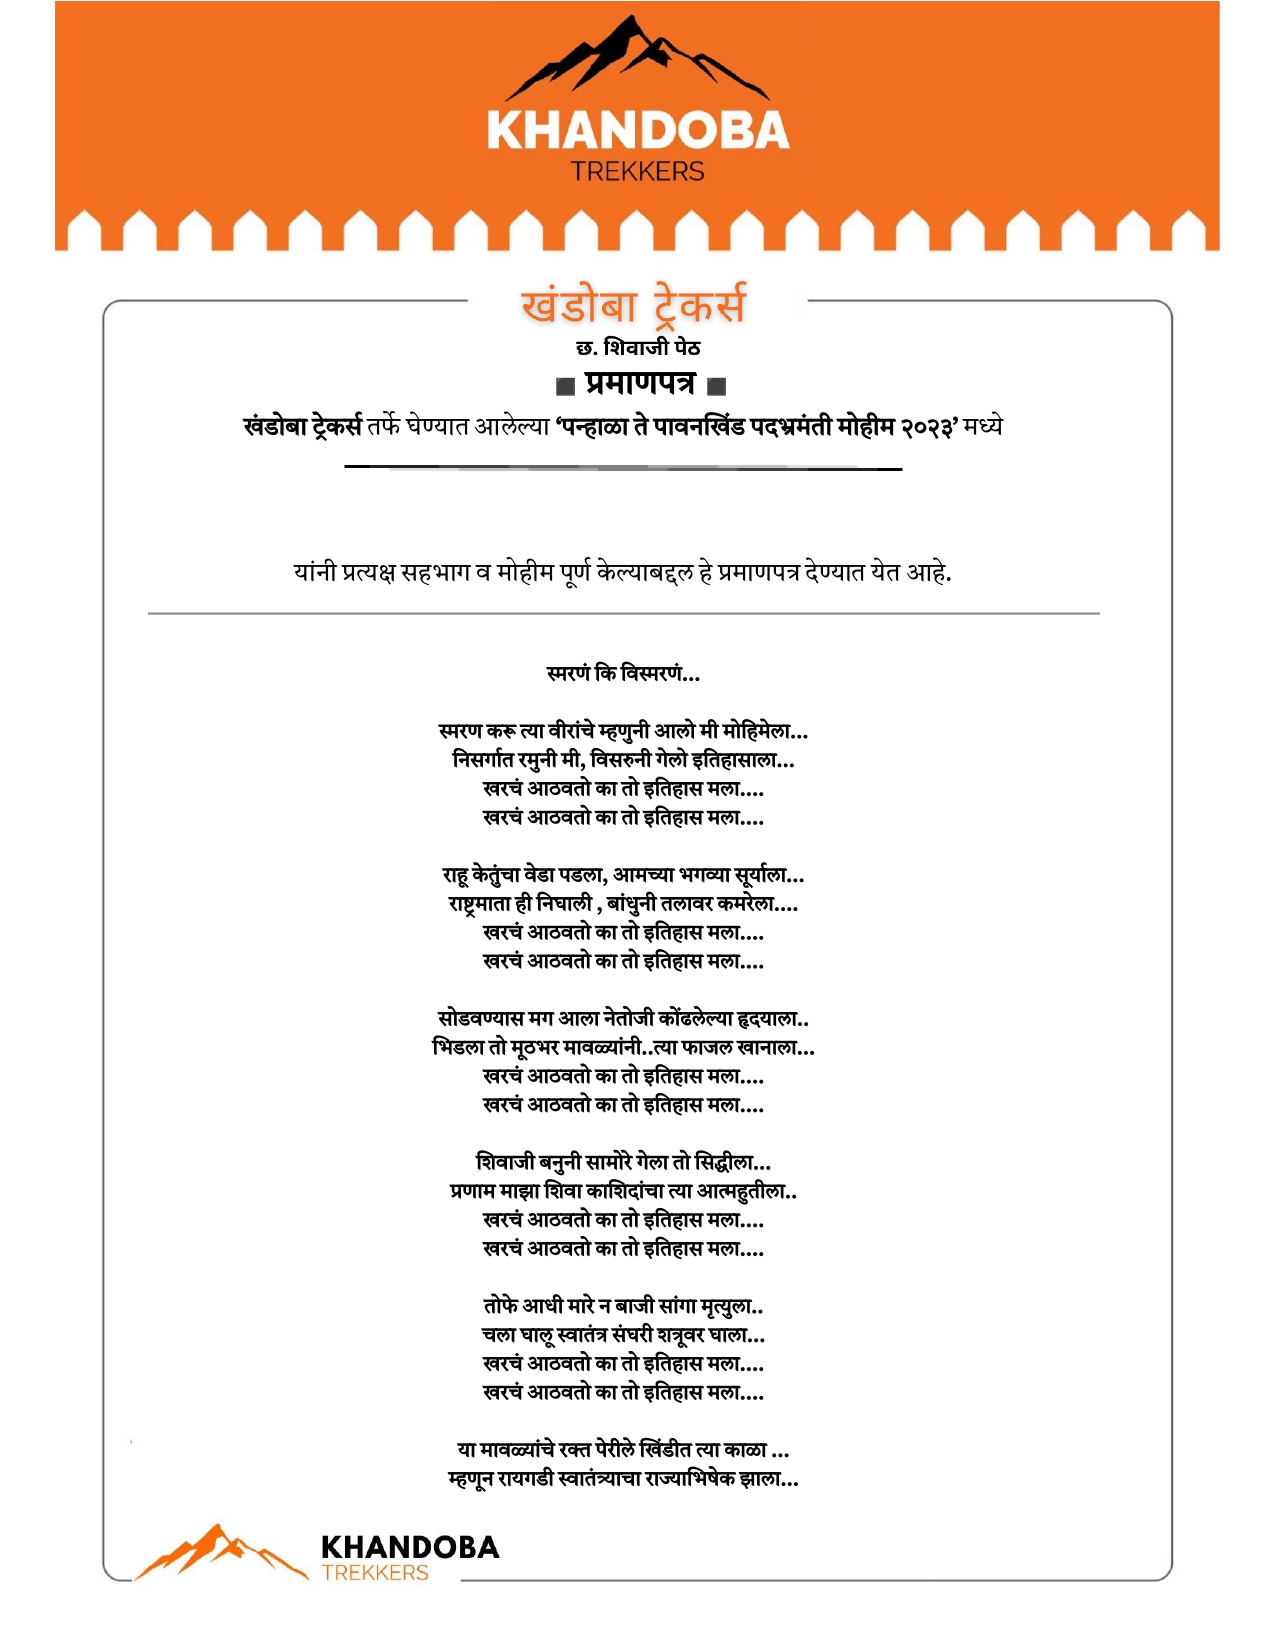 KHANDOBA
TREKKERS
खंडोबा ट्रेकर्स
छ. शिवाजी पेठ
प्रमाणपत्र
खंडोबा ट्रेकर्स तर्फे घेण्यात आलेल्या ‘पन्हाळा ते पावनखिंड पदभ्रमंती मोहीम २०२३’ मध्ये
यांनी प्रत्यक्ष सहभाग व मोहीम पूर्ण केल्याबद्दल हे प्रमाणपत्र देण्यात येत आहे.
स्मरणं कि विस्मरणं...
स्मरण करू त्या वीरांचे म्हणुनी आलो मी मोहिमेला...
निसर्गात रमुनी मी, विसरुनी गेलो इतिहासाला...
खरचं आठवतो का तो इतिहास मला....
खरचं आठवतो का तो इतिहास मला....
राहू केतुंचा वेडा पडला, आमच्या भगव्या सूर्याला...
राष्ट्रमाता ही निघाली , बांधुनी तलावर कमरेला....
खरचं आठवतो का तो इतिहास मला....
खरचं आठवतो का तो इतिहास मला....
सोडवण्यास मग आला नेतोजी कोंढलेल्या हृदयाला..
भिडला तो मूठभर मावळ्यांनी..त्या फाजल खानाला...
खरचं आठवतो का तो इतिहास मला....
खरचं आठवतो का तो इतिहास मला....
शिवाजी बनुनी सामोरे गेला तो सिद्धीला...
प्रणाम माझा शिवा काशिदांचा त्या आत्महुतीला..
खरचं आठवतो का तो इतिहास मला....
खरचं आठवतो का तो इतिहास मला....
तोफे आधी मारे न बाजी सांगा मृत्युला..
चला घालू स्वातंत्र संघरी शत्रूवर घाला...
खरचं आठवतो का तो इतिहास मला....
खरचं आठवतो का तो इतिहास मला....
या मावळ्यांचे रक्त पेरीले खिंडीत त्या काळा ...
म्हणून रायगडी स्वातंत्र्याचा राज्याभिषेक झाला...
KHANDOBA
TREKKERS